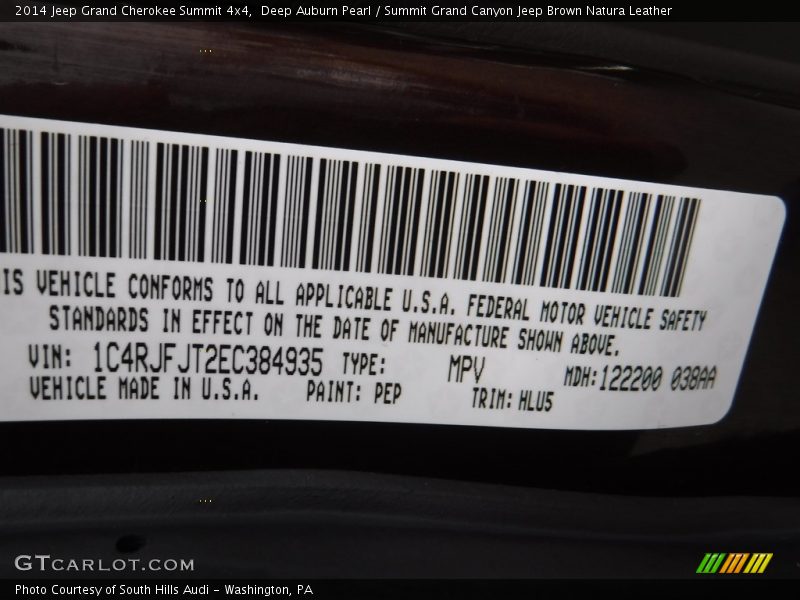 2014 Jeep Grand Cherokee Summit 4x4,  Deep Auburn Pearl / Summit Grand Canyon Jeep Brown Natura Leather
IS VEHICLE CONFORMS TO ALL APPLICABLE U.S.A. FEDERAL MOTOR VEHICLE SAFETY
STANDARDS IN EFFECT ON THE DATE OF MANUFACTURE SHOWN ABOVE.
VIN: 1C4RJFJT2EC384935 TYPE: MPV MDH:122200 038AA
VEHICLE MADE IN U.S.A. PAINT: PEP TRIM: HLU5
GTCARLOT.COM
Photo Courtesy of South Hills Audi - Washington, PA